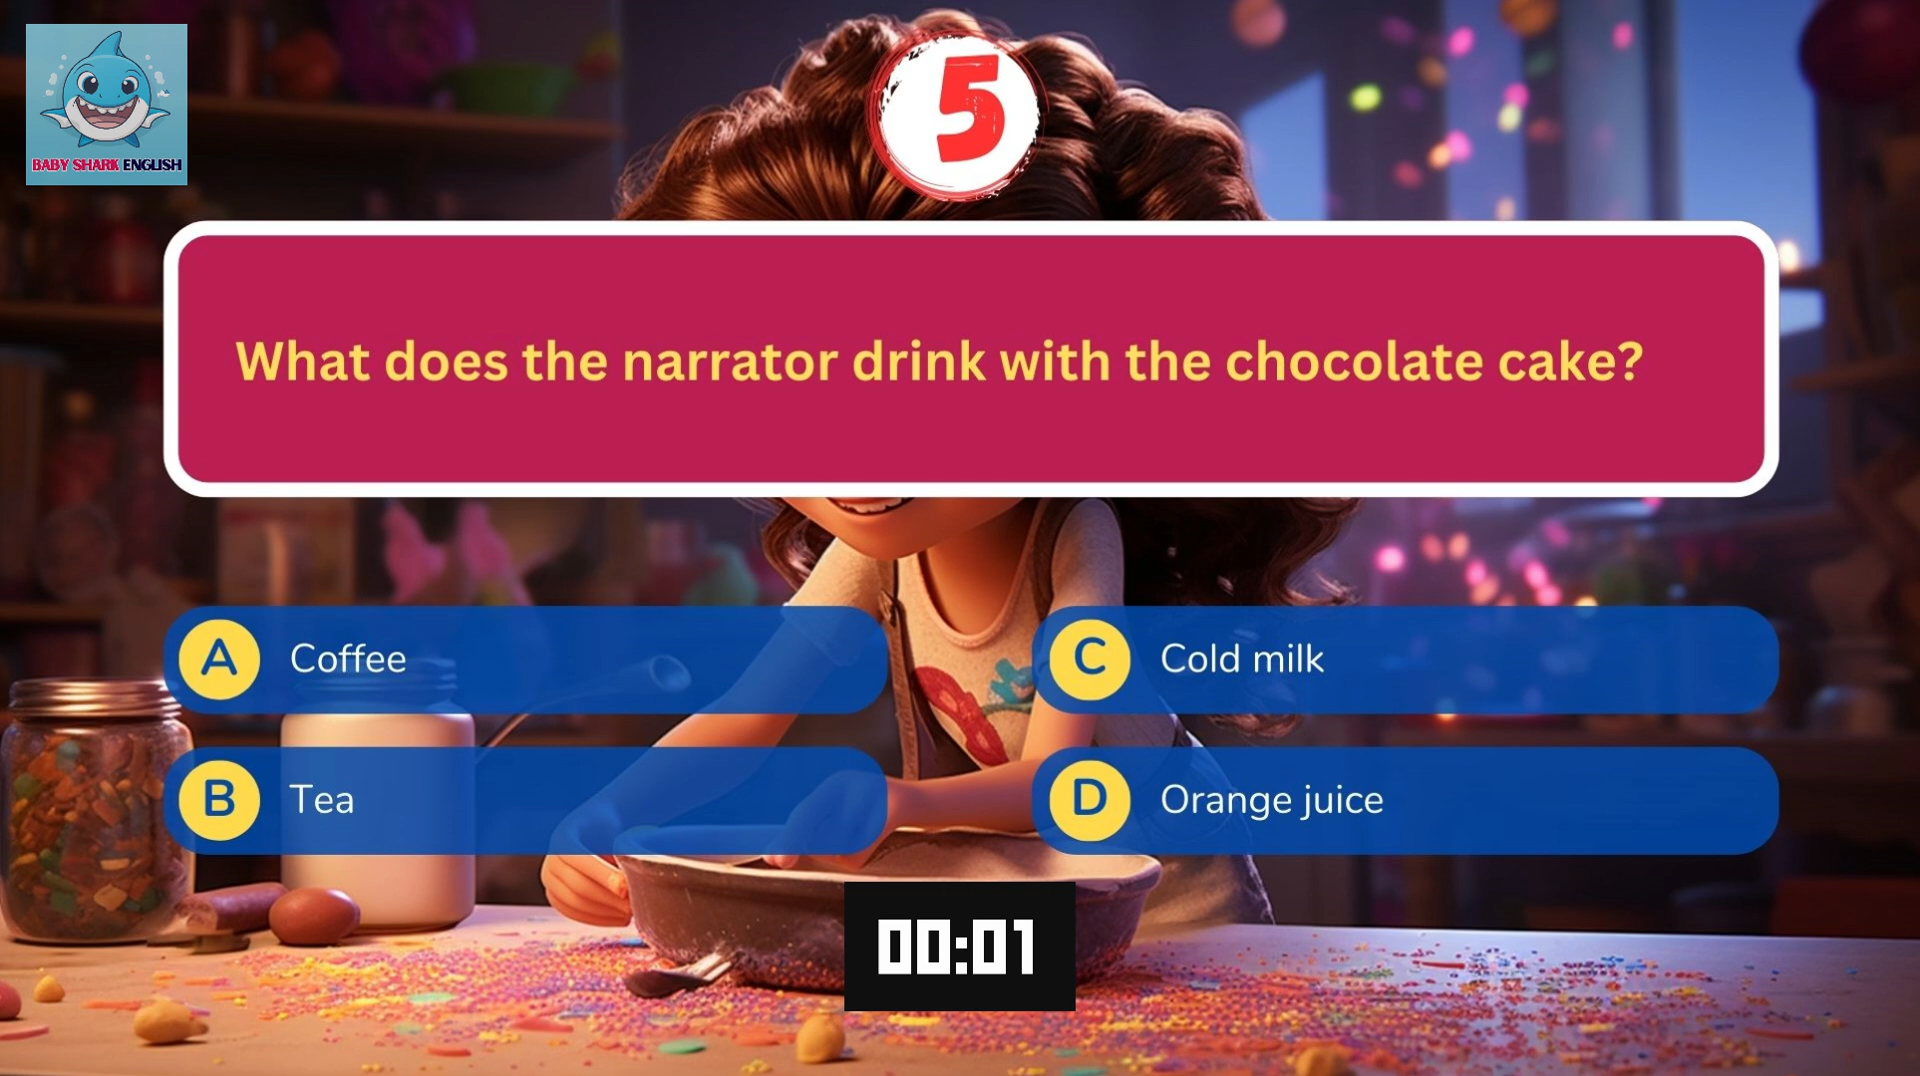 BABY SHARK ENGLISH
5
What does the narrator drink with the chocolate cake?
A Coffee
B Tea
C Cold milk
D Orange juice
00:01